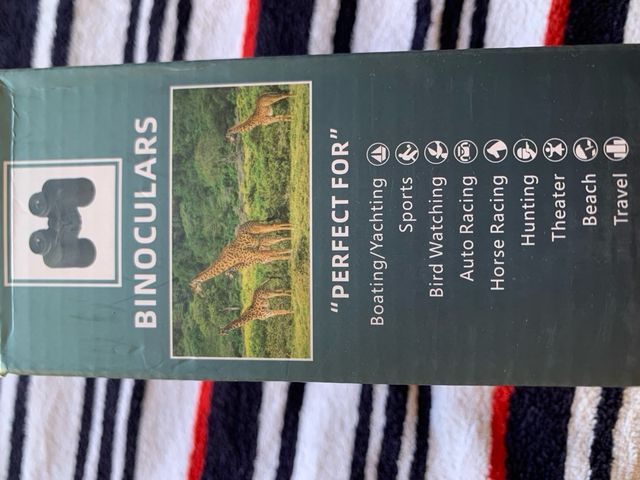 BINOCULARS
"PERFECT FOR"
Boating/Yachting
Sports
Bird Watching
Auto Racing
Horse Racing
Hunting
Theater
Beach
Travel